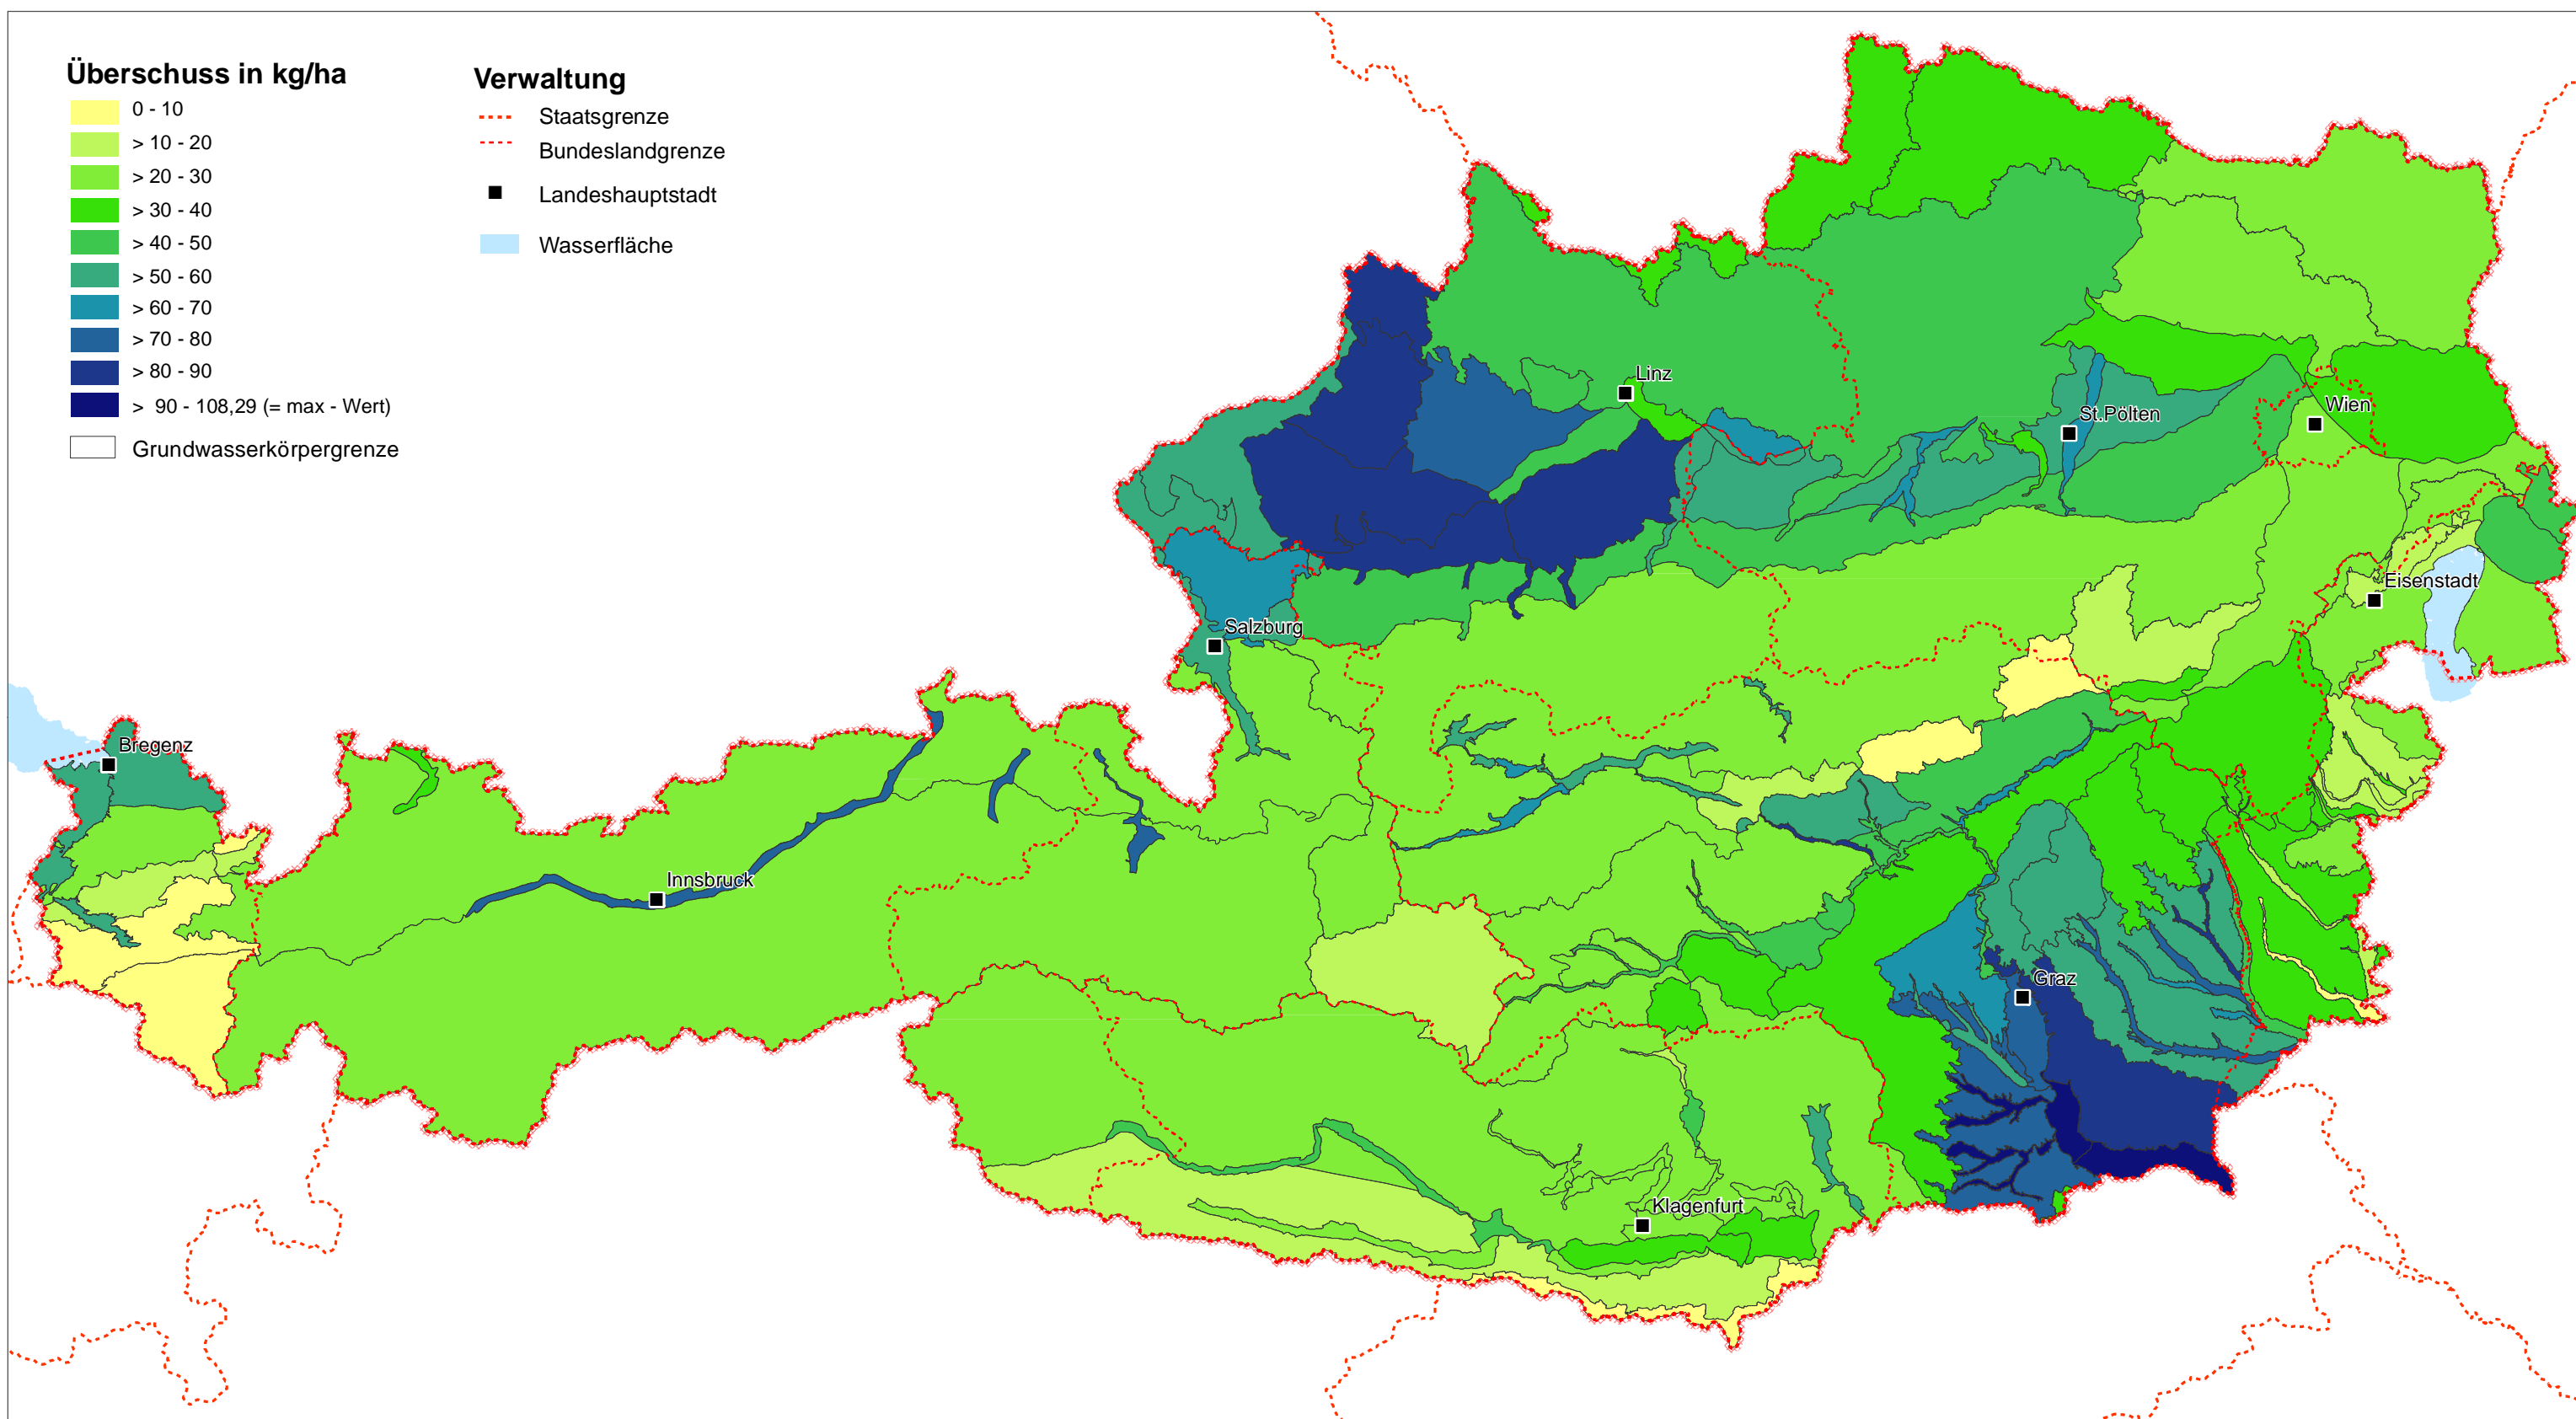 Überschuss in kg/ha
0 - 10
> 10 - 20
> 20 - 30
> 30 - 40
> 40 - 50
> 50 - 60
> 60 - 70
> 70 - 80
> 80 - 90
> 90 - 108,29 (= max - Wert)
Grundwasserkörpergrenze
Verwaltung
Staatsgrenze
Bundeslandgrenze
Landeshauptstadt
Wasserfläche
Linz
Wien
St.Pölten
Eisenstadt
Salzburg
Bregenz
Innsbruck
Graz
Klagenfurt